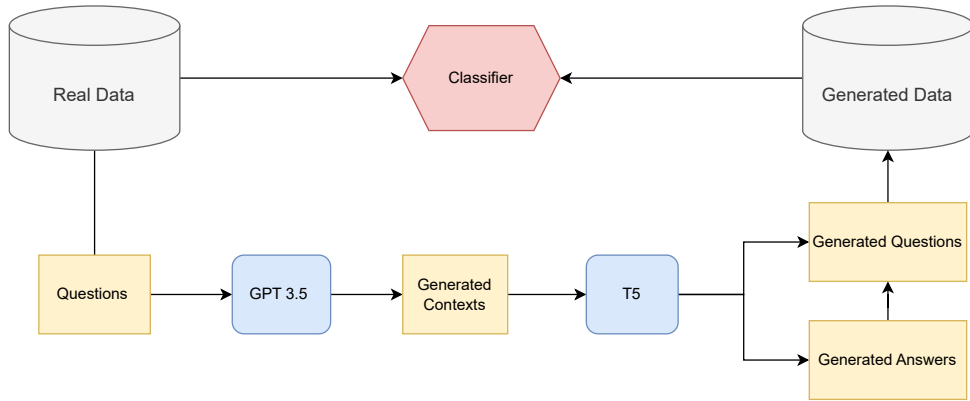 Real Data
Classifier
Generated Data
Questions
GPT 3.5
Generated
Contexts
T5
Generated Questions
Generated Answers